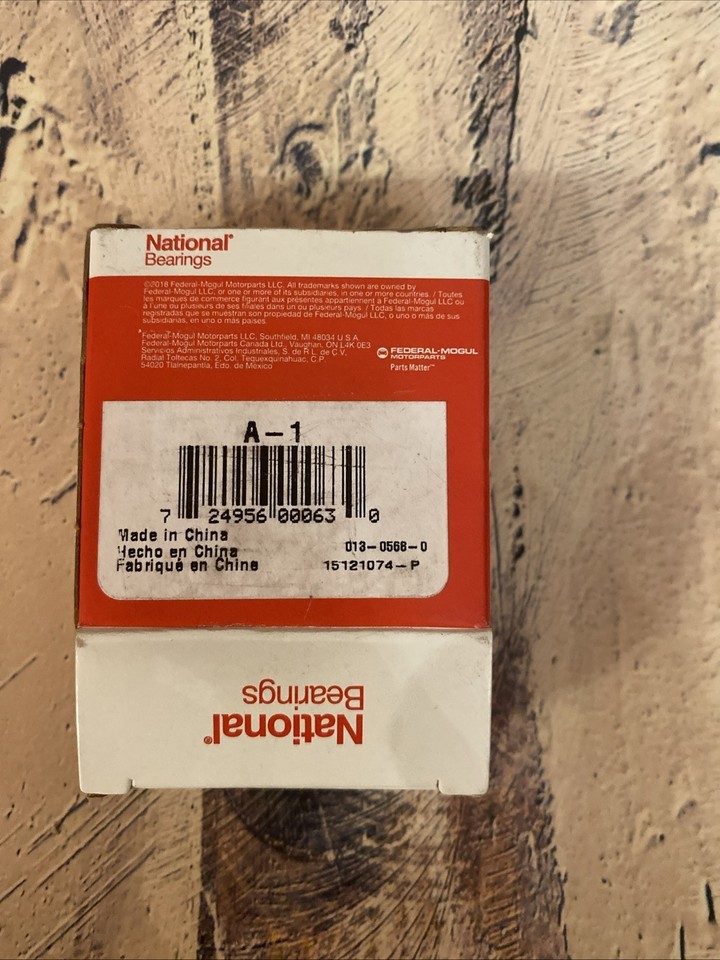 National®
Bearings
©2018 Federal-Mogul Motorparts LLC. All trademarks shown are owned by
Federal-Mogul LLC, or one or more of its subsidiaries, in one or more countries. / Toutes
les marques de commerce figurant aux présentes appartiennent à Federal-Mogul LLC ou
à l'une ou plusieurs de ses filiales dans un ou plusieurs pays. / Todas las marcas
registradas que se muestran son propiedad de Federal-Mogul LLC, o uno o más de sus
subsidiarias, en uno o más países.
Federal-Mogul Motorparts LLC, Southfield, MI 48034 U.S.A.
Federal-Mogul Motorparts Canada Ltd., Vaughan, ON L4K 0E3
Servicios Administrativos Industriales, S. de R.L. de C.V.
Radial Toltecas No. 2, Col. Tequexquinahuac, C.P.
54020 Tlalnepantla, Edo. de México
FEDERAL-MOGUL
MOTORPARTS
Parts Matter™
A-1
7 24956 00063 0
Made in China
Hecho en China
Fabriqué en Chine
013-0568-0
15121074-P
National®
Bearings